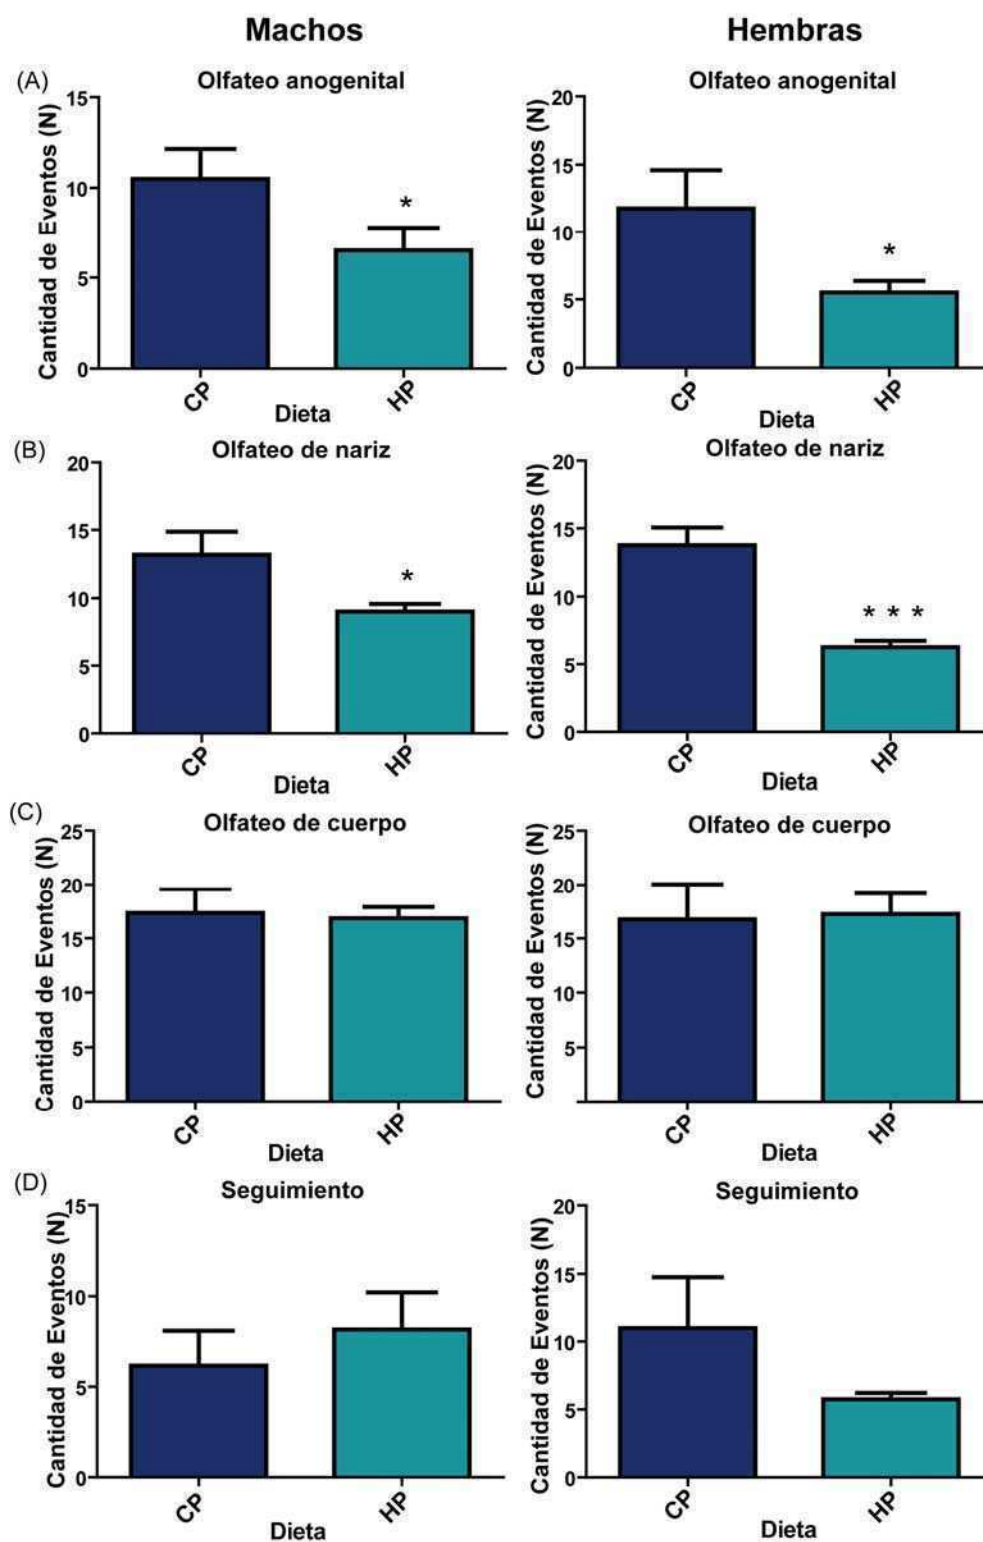 Machos
Hembras
(A)
Olfateo anogenital
Cantidad de Eventos (N)
15
10
5
0
*
CP
HP
Dieta
Olfateo anogenital
Cantidad de Eventos (N)
20
15
10
5
0
*
CP
HP
Dieta
(B)
Olfateo de nariz
Cantidad de Eventos (N)
20
15
10
5
0
*
CP
HP
Dieta
Olfateo de nariz
Cantidad de Eventos (N)
20
15
10
5
0
* * *
CP
HP
Dieta
(C)
Olfateo de cuerpo
Cantidad de Eventos (N)
25
20
15
10
5
0
CP
HP
Dieta
Olfateo de cuerpo
Cantidad de Eventos (N)
25
20
15
10
5
CP
HP
Dieta
(D)
Seguimiento
Cantidad de Eventos (N)
15
10
5
0
CP
HP
Dieta
Seguimiento
Cantidad de Eventos (N)
20
15
10
5
0
CP
HP
Dieta